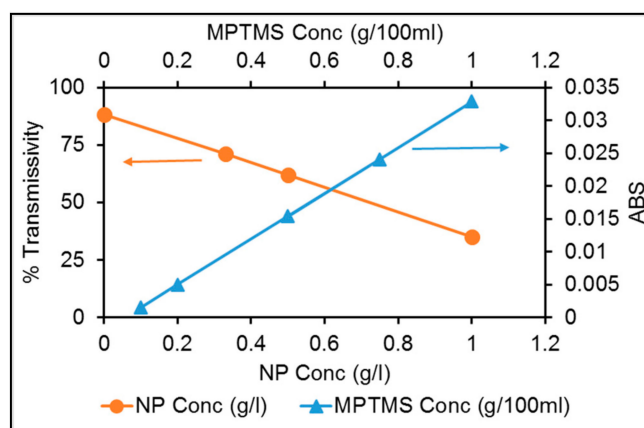 MPTMS Conc (g/100ml)
0 0.2 0.4 0.6 0.8 1 1.2
100 0.035
0.03
75 0.025
0.02
50 0.015
25 0.01
0.005
0 0
% Transmissivity
ABS
0 0.2 0.4 0.6 0.8 1 1.2
NP Conc (g/l)
NP Conc (g/l) MPTMS Conc (g/100ml)